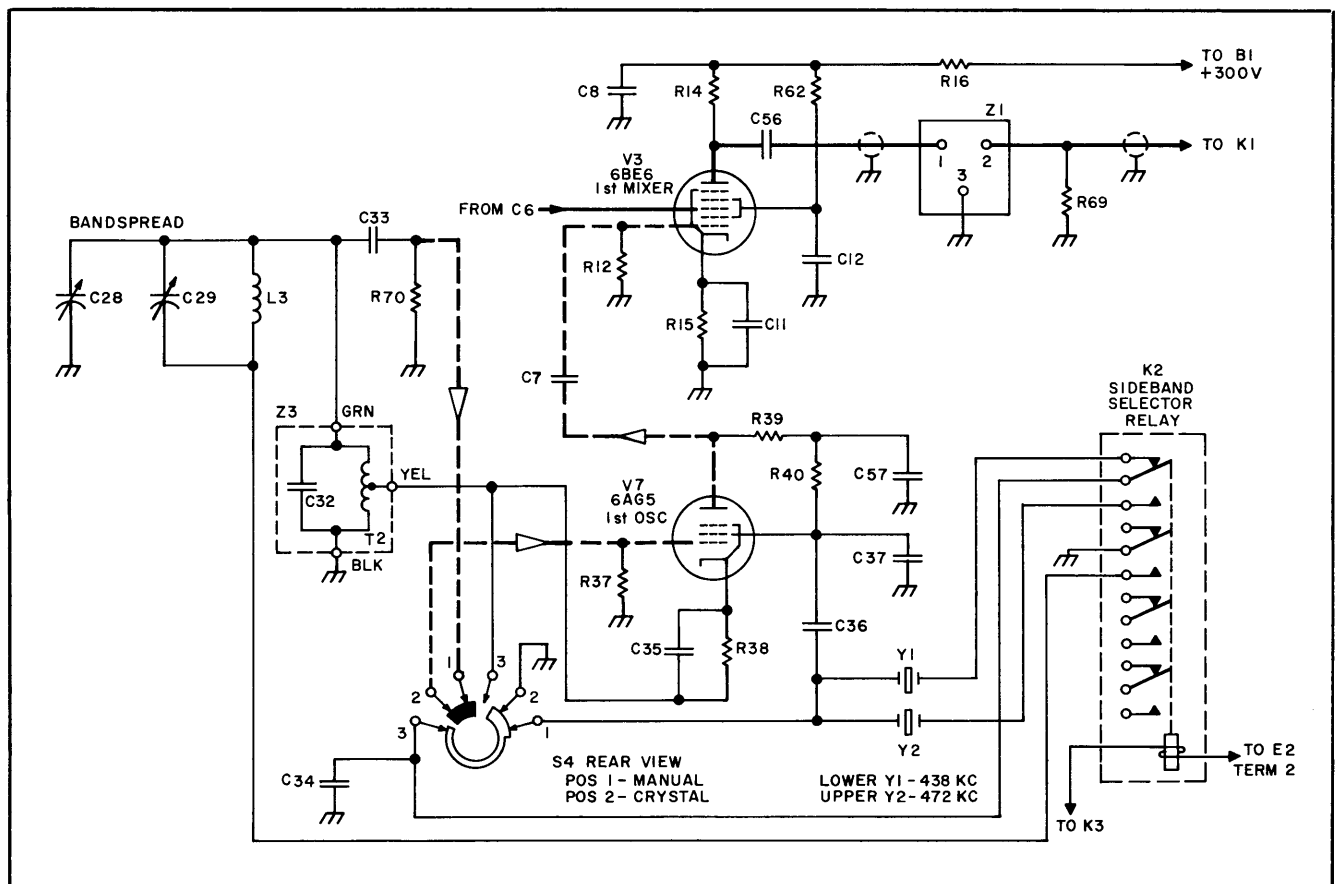 TO B1
+300V
C8
R14
R62
R16
C56
Z1
1
2
3
TO K1
R69
V3
6BE6
1st MIXER
FROM C6
R12
C12
R15
C11
BANDSPREAD
C33
C28
C29
L3
R70
C7
Z3
GRN
C32
YEL
T2
BLK
R39
R40
C57
V7
6AG5
1st OSC
R37
C37
C35
R38
C36
K2
SIDEBAND
SELECTOR
RELAY
Y1
Y2
1
3
2
2
3
1
C34
S4 REAR VIEW
POS 1 - MANUAL
POS 2 - CRYSTAL
LOWER Y1 - 438 KC
UPPER Y2 - 472 KC
TO E2
TERM 2
TO K3